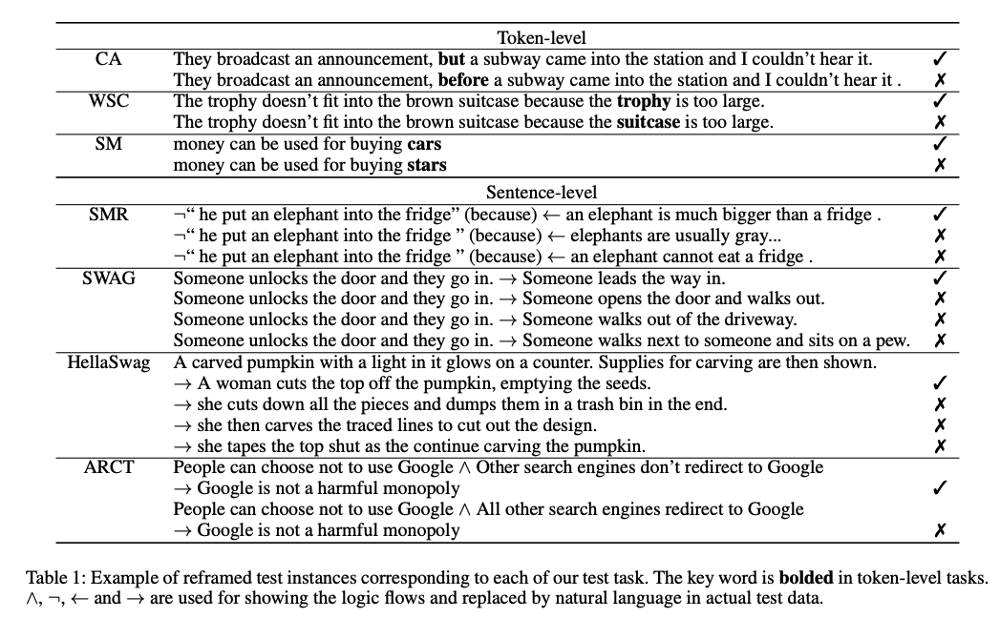 Token-level
CA They broadcast an announcement, but a subway came into the station and I couldn't hear it. ✓
They broadcast an announcement, before a subway came into the station and I couldn't hear it . ✗
WSC The trophy doesn't fit into the brown suitcase because the trophy is too large. ✓
The trophy doesn't fit into the brown suitcase because the suitcase is too large. ✗
SM money can be used for buying cars ✓
money can be used for buying stars ✗
Sentence-level
SMR ¬“ he put an elephant into the fridge” (because) ← an elephant is much bigger than a fridge . ✓
¬“ he put an elephant into the fridge ” (because) ← elephants are usually gray... ✗
¬“ he put an elephant into the fridge ” (because) ← an elephant cannot eat a fridge . ✗
SWAG Someone unlocks the door and they go in. → Someone leads the way in. ✓
Someone unlocks the door and they go in. → Someone opens the door and walks out. ✗
Someone unlocks the door and they go in. → Someone walks out of the driveway. ✗
Someone unlocks the door and they go in. → Someone walks next to someone and sits on a pew. ✗
HellaSwag A carved pumpkin with a light in it glows on a counter. Supplies for carving are then shown.
→ A woman cuts the top off the pumpkin, emptying the seeds. ✓
→ she cuts down all the pieces and dumps them in a trash bin in the end. ✗
→ she then carves the traced lines to cut out the design. ✗
→ she tapes the top shut as the continue carving the pumpkin. ✗
ARCT People can choose not to use Google ∧ Other search engines don't redirect to Google
→ Google is not a harmful monopoly ✓
People can choose not to use Google ∧ All other search engines redirect to Google
→ Google is not a harmful monopoly ✗
Table 1: Example of reframed test instances corresponding to each of our test task. The key word is bolded in token-level tasks.
∧, ¬, ← and → are used for showing the logic flows and replaced by natural language in actual test data.